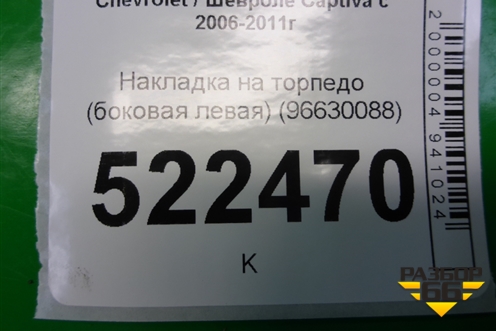 Chevrolet / Шевроле Captiva с
2006-2011г
Накладка на торпедо
(боковая левая) (96630088)
522470
K
2000004941024
РАЗБОР
66